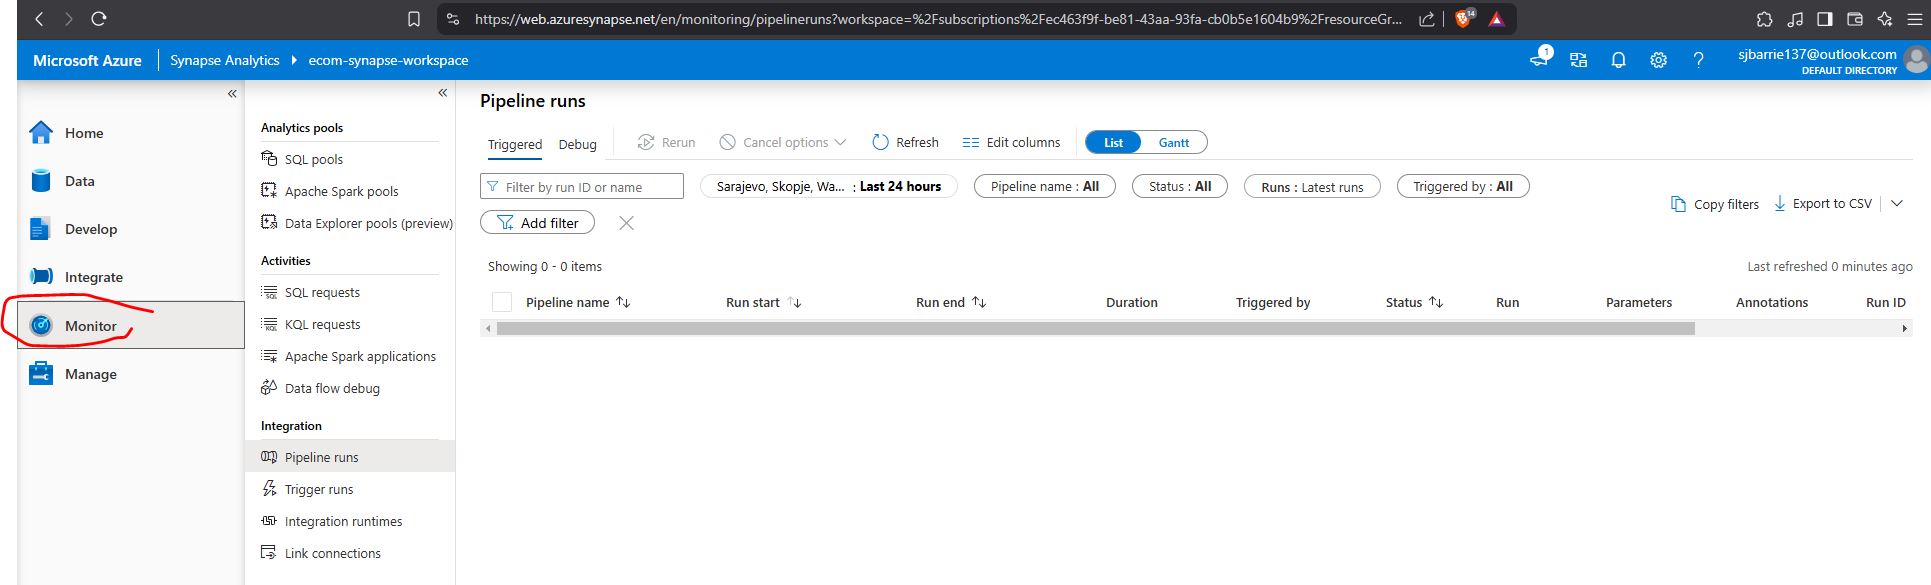 https://web.azuresynapse.net/en/monitoring/pipelineruns?workspace=%2Fsubscriptions%2Fec463f9f-be81-43aa-93fa-cb0b5e1604b9%2FresourceGr...
14
Microsoft Azure
Synapse Analytics
ecom-synapse-workspace
1
?
sjbarrie137@outlook.com
DEFAULT DIRECTORY
Home
Data
Develop
Integrate
Monitor
Manage
Analytics pools
SQL pools
Apache Spark pools
Data Explorer pools (preview)
Activities
SQL requests
KQL requests
Apache Spark applications
Data flow debug
Integration
Pipeline runs
Trigger runs
Integration runtimes
Link connections
Pipeline runs
Triggered
Debug
Rerun
Cancel options
Refresh
Edit columns
List
Gantt
Filter by run ID or name
Sarajevo, Skopje, Wa... : Last 24 hours
Pipeline name : All
Status : All
Runs : Latest runs
Triggered by : All
Add filter
Copy filters
Export to CSV
Showing 0 - 0 items
Last refreshed 0 minutes ago
Pipeline name
Run start
Run end
Duration
Triggered by
Status
Run
Parameters
Annotations
Run ID